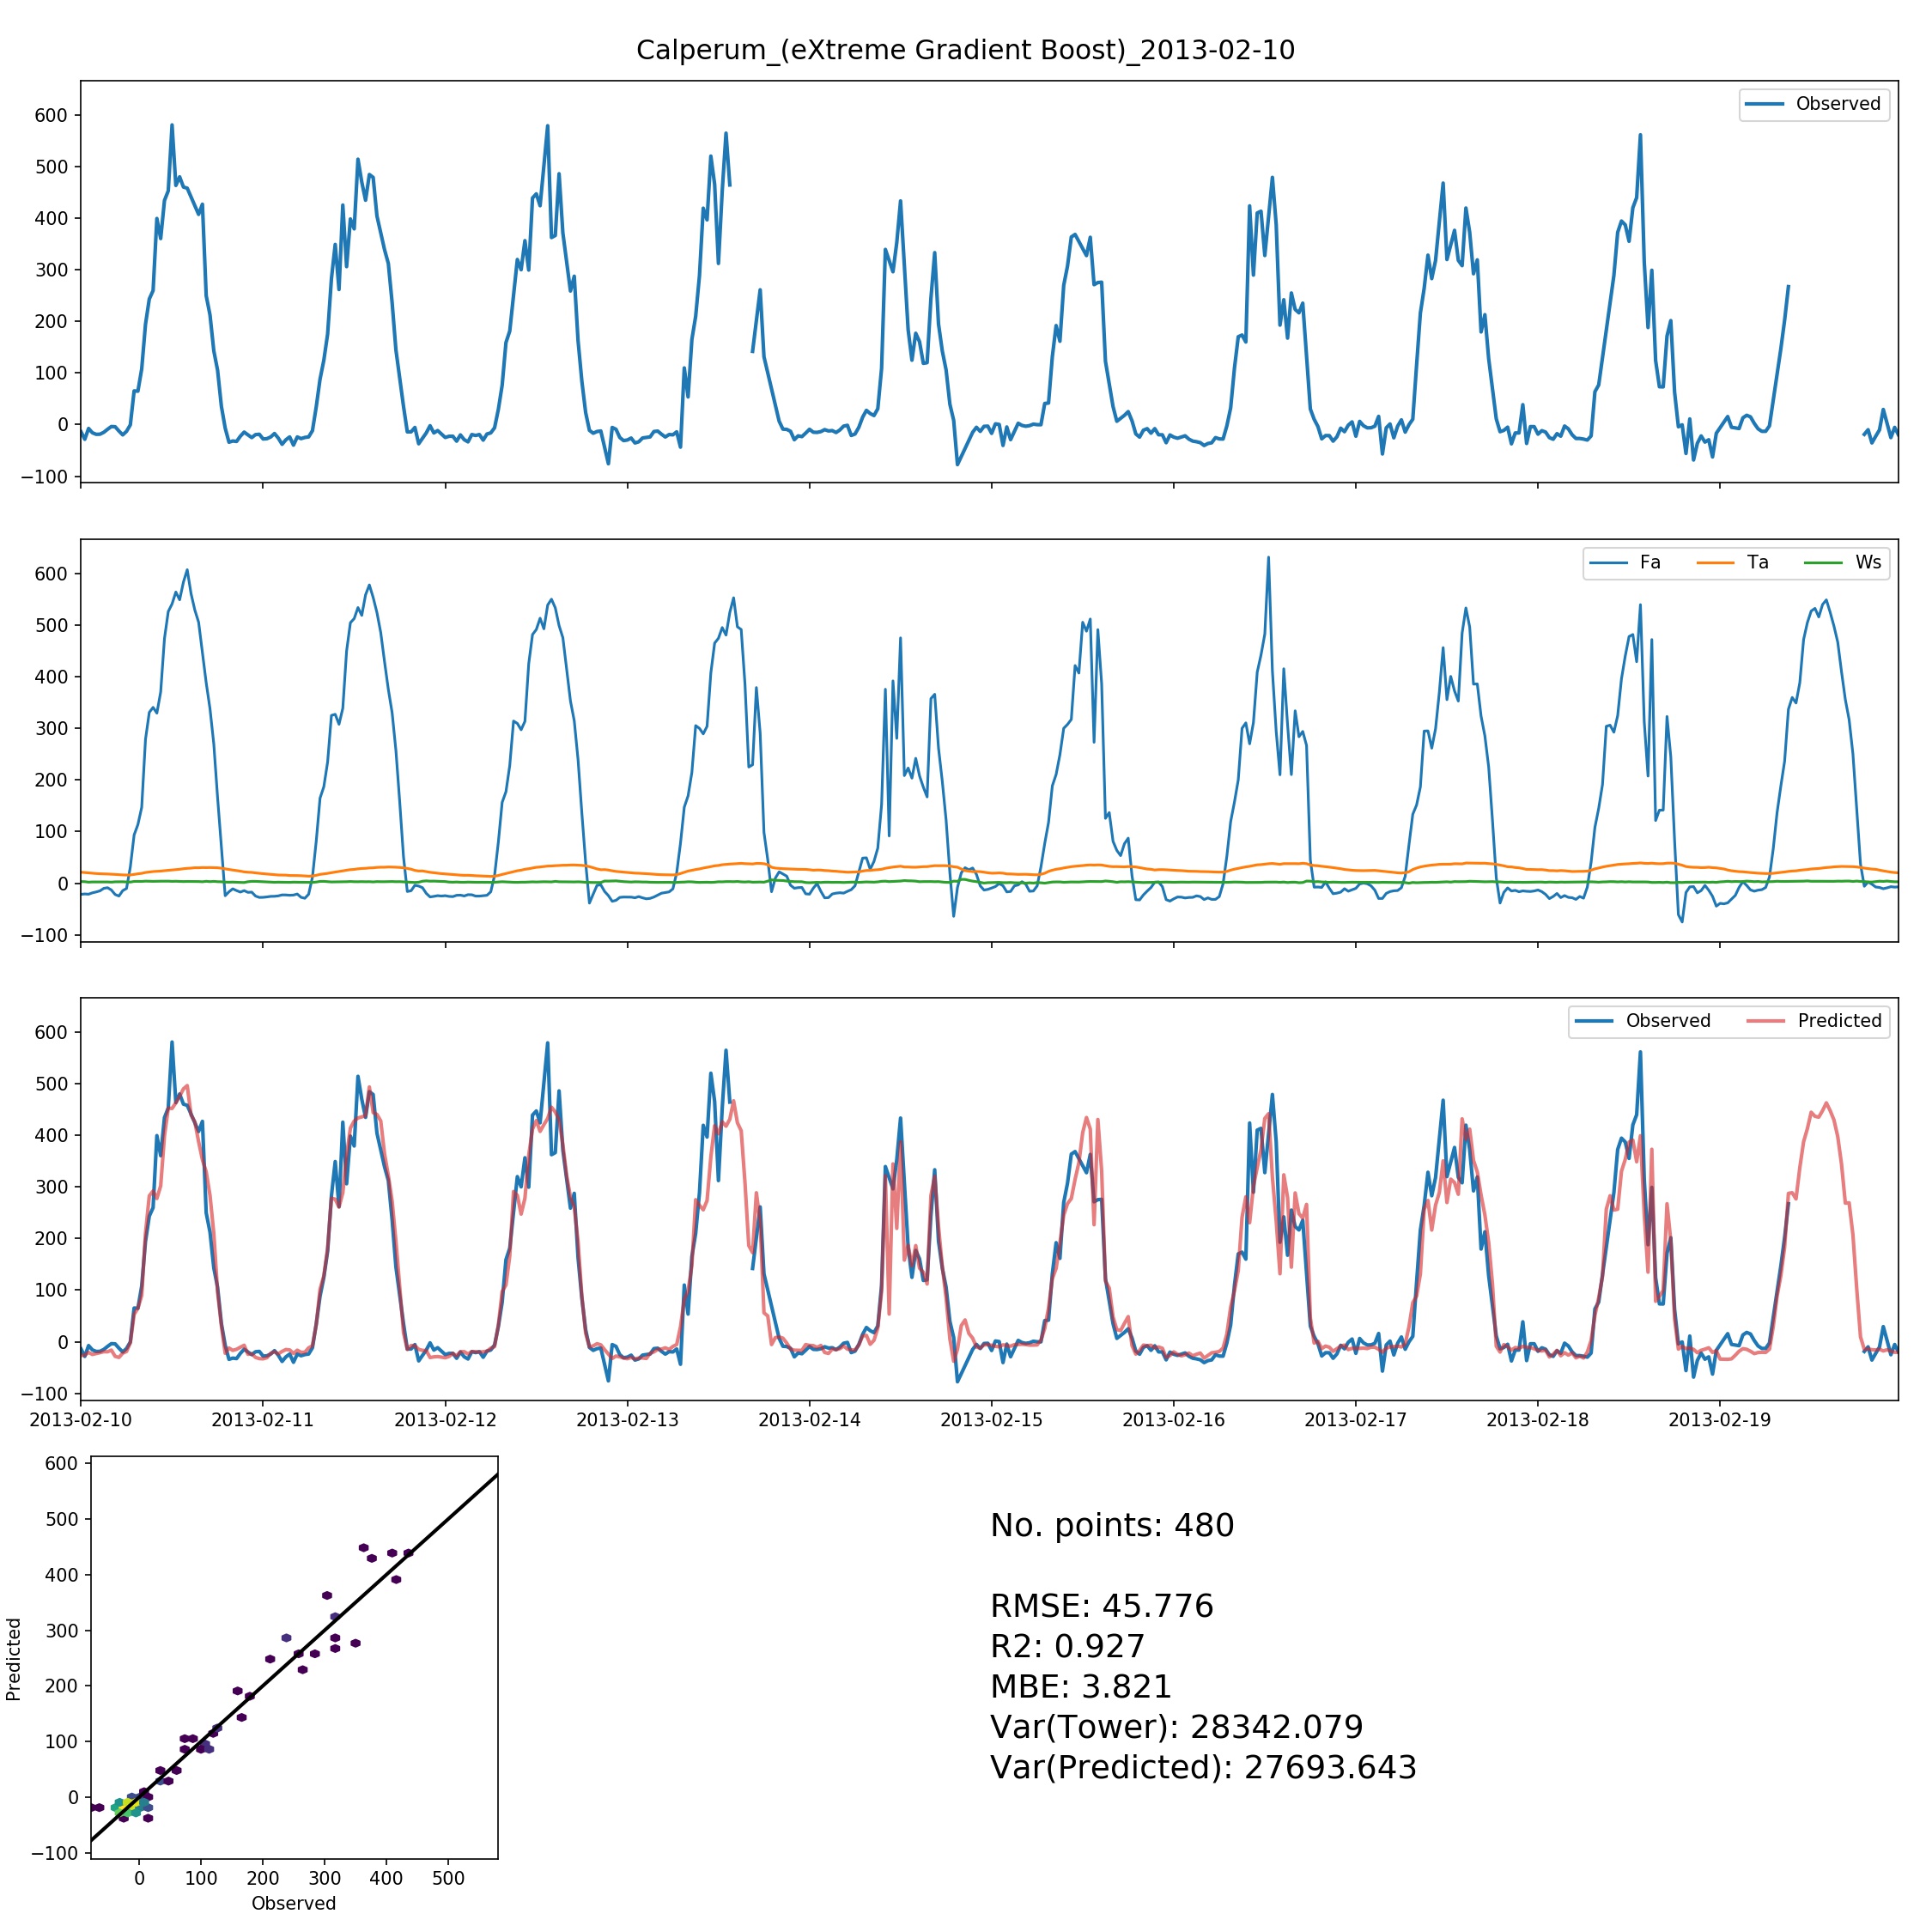 Calperum_(eXtreme Gradient Boost)_2013-02-10
Observed
600
500
400
300
200
100
0
−100
Fa Ta Ws
600
500
400
300
200
100
0
−100
Observed Predicted
600
500
400
300
200
100
0
−100
2013-02-10 2013-02-11 2013-02-12 2013-02-13 2013-02-14 2013-02-15 2013-02-16 2013-02-17 2013-02-18 2013-02-19
600
500
400
300
200
100
0
−100
Predicted
0 100 200 300 400 500
Observed
No. points: 480
RMSE: 45.776
R2: 0.927
MBE: 3.821
Var(Tower): 28342.079
Var(Predicted): 27693.643